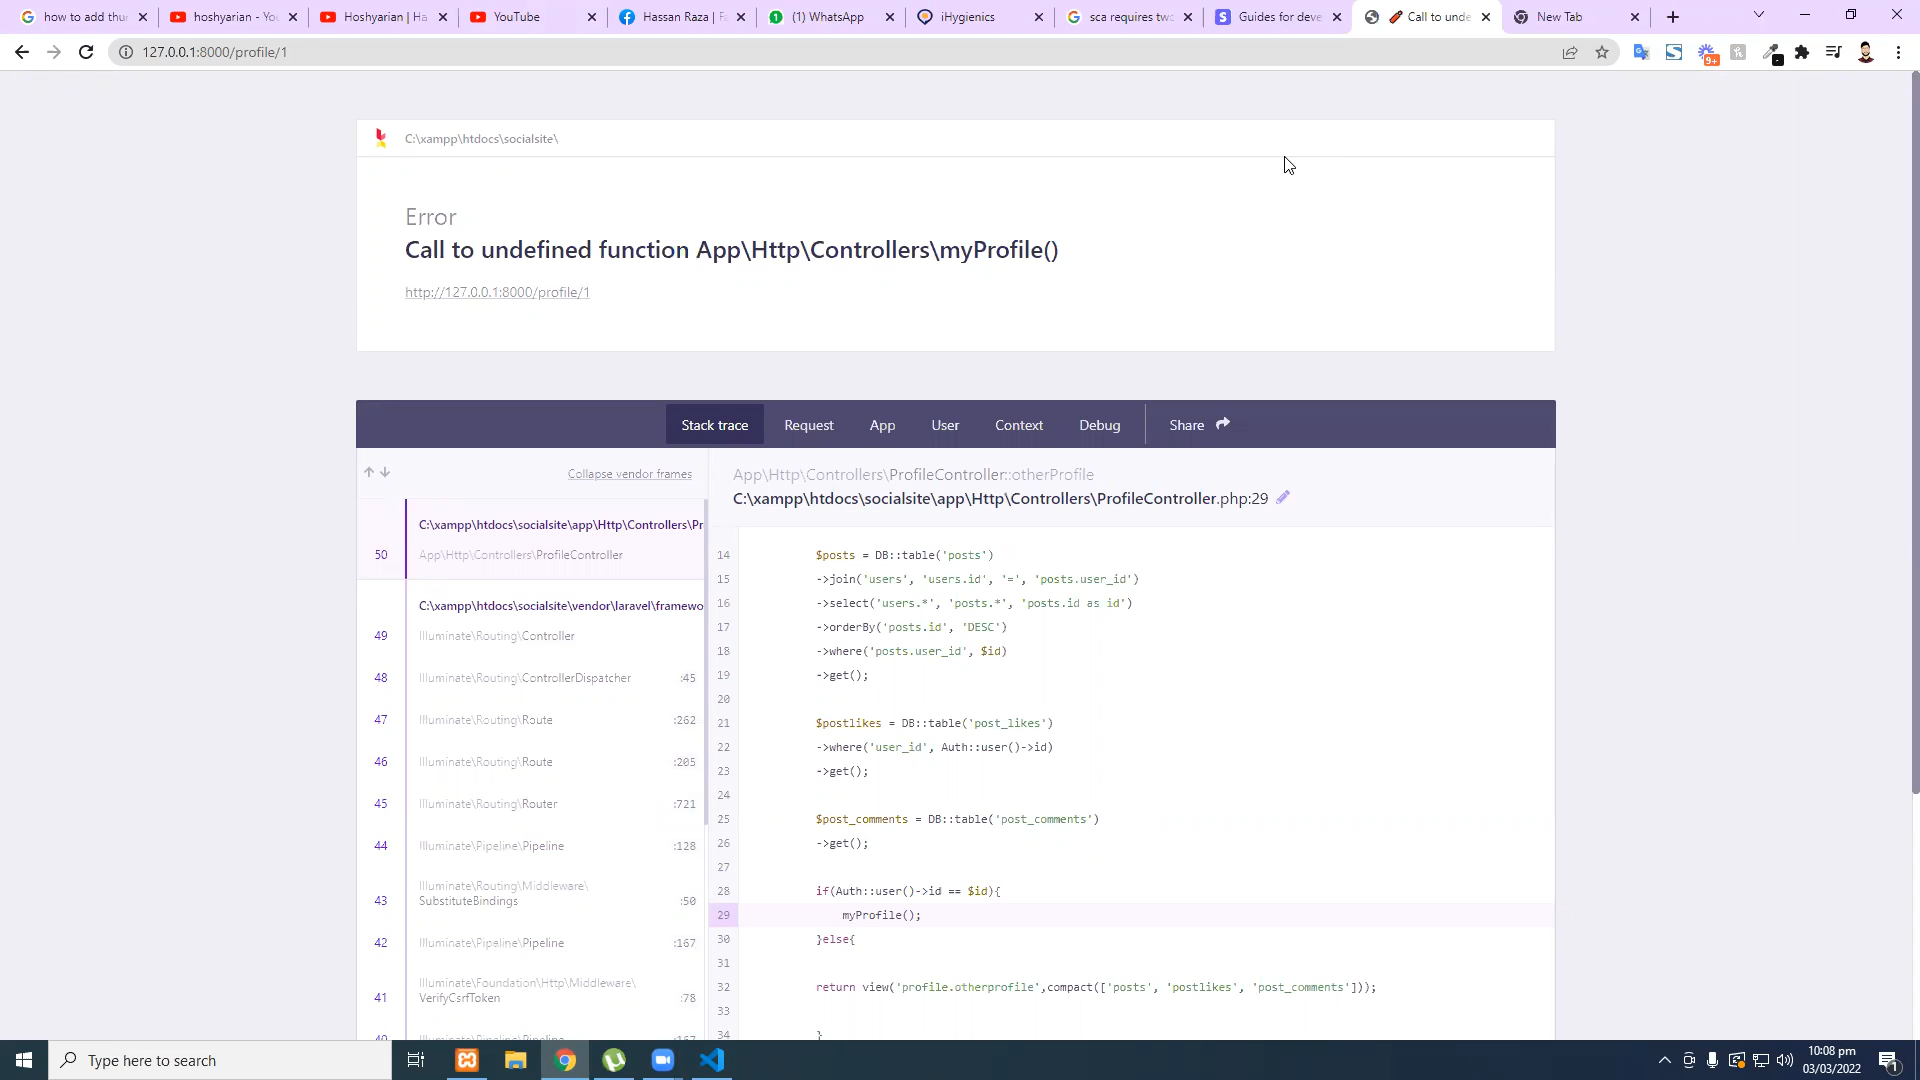 how to add thur
hoshyarian - You
Hoshyarian | Ha
YouTube
Hassan Raza | F
(1) WhatsApp
iHygienics
sca requires two
Guides for deve
Call to unde
New Tab
127.0.0.1:8000/profile/1
9+
C:\xampp\htdocs\socialsite\
Error
Call to undefined function App\Http\Controllers\myProfile()
http://127.0.0.1:8000/profile/1
Stack trace
Request
App
User
Context
Debug
Share
Collapse vendor frames
C:\xampp\htdocs\socialsite\app\Http\Controllers\Pr
50 App\Http\Controllers\ProfileController
C:\xampp\htdocs\socialsite\vendor\laravel\framewo
49 Illuminate\Routing\Controller
48 Illuminate\Routing\ControllerDispatcher :45
47 Illuminate\Routing\Route :262
46 Illuminate\Routing\Route :205
45 Illuminate\Routing\Router :721
44 Illuminate\Pipeline\Pipeline :128
Illuminate\Routing\Middleware\
43 SubstituteBindings :50
42 Illuminate\Pipeline\Pipeline :167
Illuminate\Foundation\Http\Middleware\
41 VerifyCsrfToken :78
40 Illuminate\Pipeline\Pipeline :167
App\Http\Controllers\ProfileController::otherProfile
C:\xampp\htdocs\socialsite\app\Http\Controllers\ProfileController.php:29
14 $posts = DB::table('posts')
15 ->join('users', 'users.id', '=', 'posts.user_id')
16 ->select('users.*', 'posts.*', 'posts.id as id')
17 ->orderBy('posts.id', 'DESC')
18 ->where('posts.user_id', $id)
19 ->get();
20
21 $postlikes = DB::table('post_likes')
22 ->where('user_id', Auth::user()->id)
23 ->get();
24
25 $post_comments = DB::table('post_comments')
26 ->get();
27
28 if(Auth::user()->id == $id){
29 myProfile();
30 }else{
31
32 return view('profile.otherprofile',compact(['posts', 'postlikes', 'post_comments']));
33
34 }
Type here to search
10:08 pm
03/03/2022
1